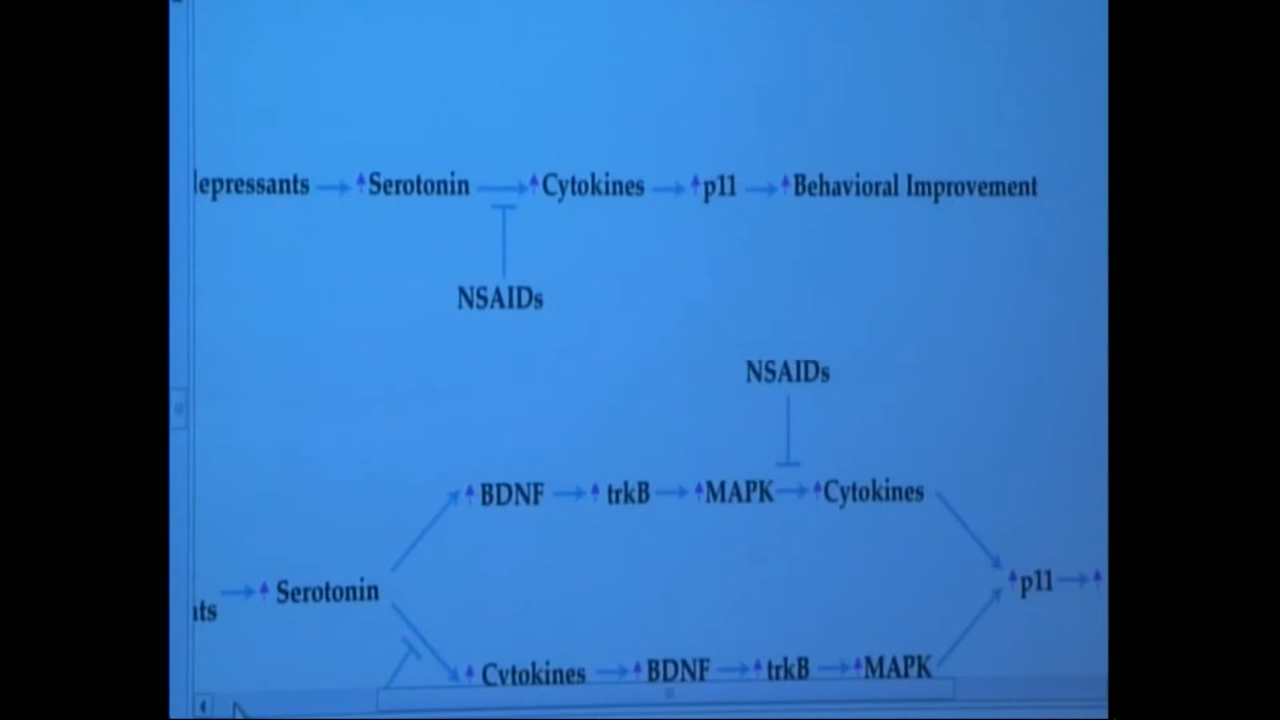 lepressants → ↑Serotonin → ↑Cytokines → ↑p11 → ↑Behavioral Improvement
NSAIDs
NSAIDs
↑ BDNF → ↑ trkB → ↑MAPK → ↑Cytokines
→ ↑ Serotonin
↑p11 → ↑
ts
↑ Cytokines → ↑BDNF → ↑trkB → ↑MAPK